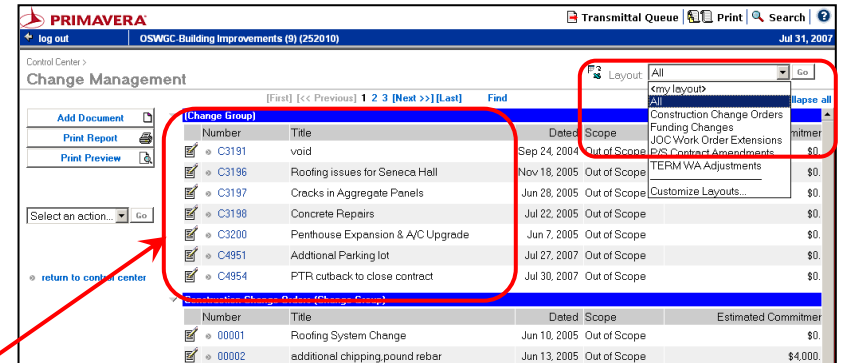 PRIMAVERA Transmittal Queue Print Search
log out OSWGC-Building Improvements (9) (252010) Jul 31, 2007
Control Center >
Change Management
Layout All Go
[First] [<< Previous] 1 2 3 [Next >>] [Last] Find
<my layout>
All
Construction Change Orders
Funding Changes
JOC Work Order Extensions
P/S Contract Amendments
TERM WA Adjustments
Customize Layouts...
llapse all
Add Document
Print Report
Print Preview
Select an action... Go
return to control center
(Change Group)
Number Title Dated Scope mitmer
C3191 void Sep 24, 2004 Out of Scope $0.
C3196 Roofing issues for Seneca Hall Nov 18, 2005 Out of Scope $0.
C3197 Cracks in Aggregate Panels Jun 28, 2005 Out of Scope $0.
C3198 Concrete Repairs Jul 22, 2005 Out of Scope $0.
C3200 Penthouse Expansion & A/C Upgrade Jun 7, 2005 Out of Scope $0.
C4951 Addtional Parking lot Jul 27, 2007 Out of Scope $0.
C4954 PTR cutback to close contract Jul 30, 2007 Out of Scope $0.
Construction Change Orders (Change Group)
Number Title Dated Scope Estimated Commitmer
00001 Roofing System Change Jun 10, 2005 Out of Scope $0.
00002 additional chipping,pound rebar Jun 13, 2005 Out of Scope $4,000.